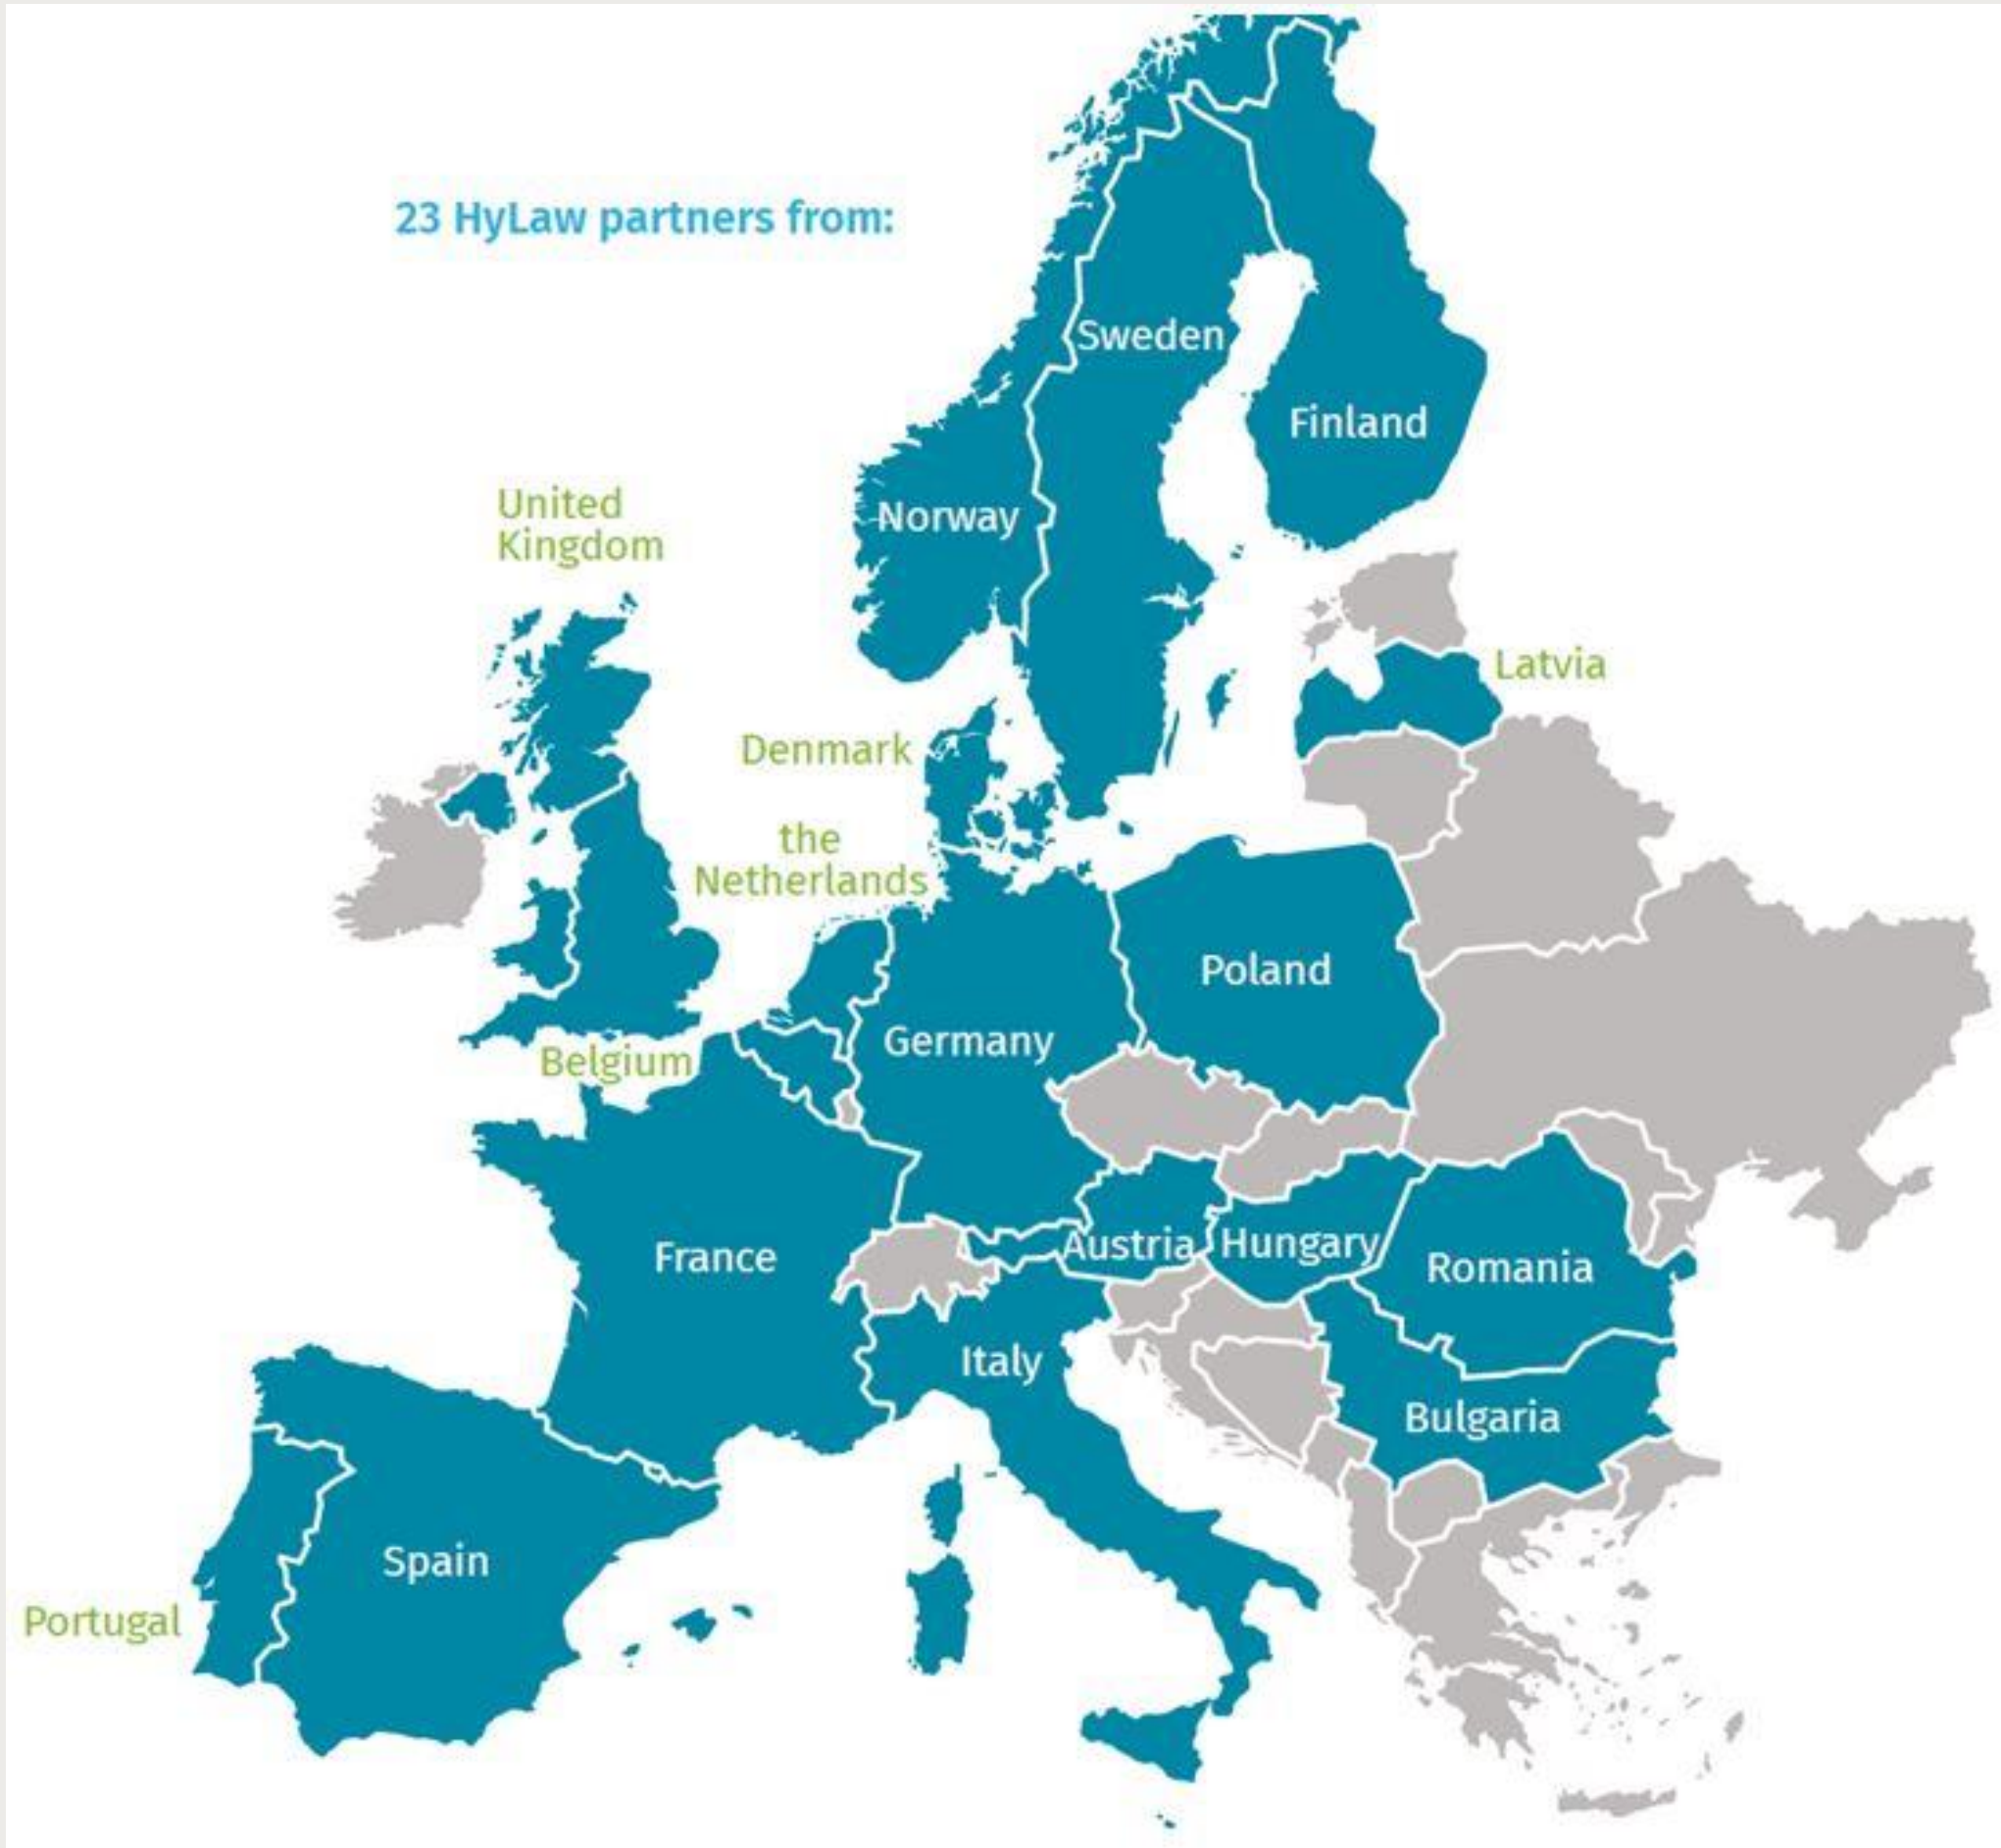 23 HyLaw partners from:
Sweden
Finland
United
Kingdom
Norway
Latvia
Denmark
the
Netherlands
Poland
Germany
Belgium
Austria
Hungary
France
Romania
Italy
Bulgaria
Spain
Portugal